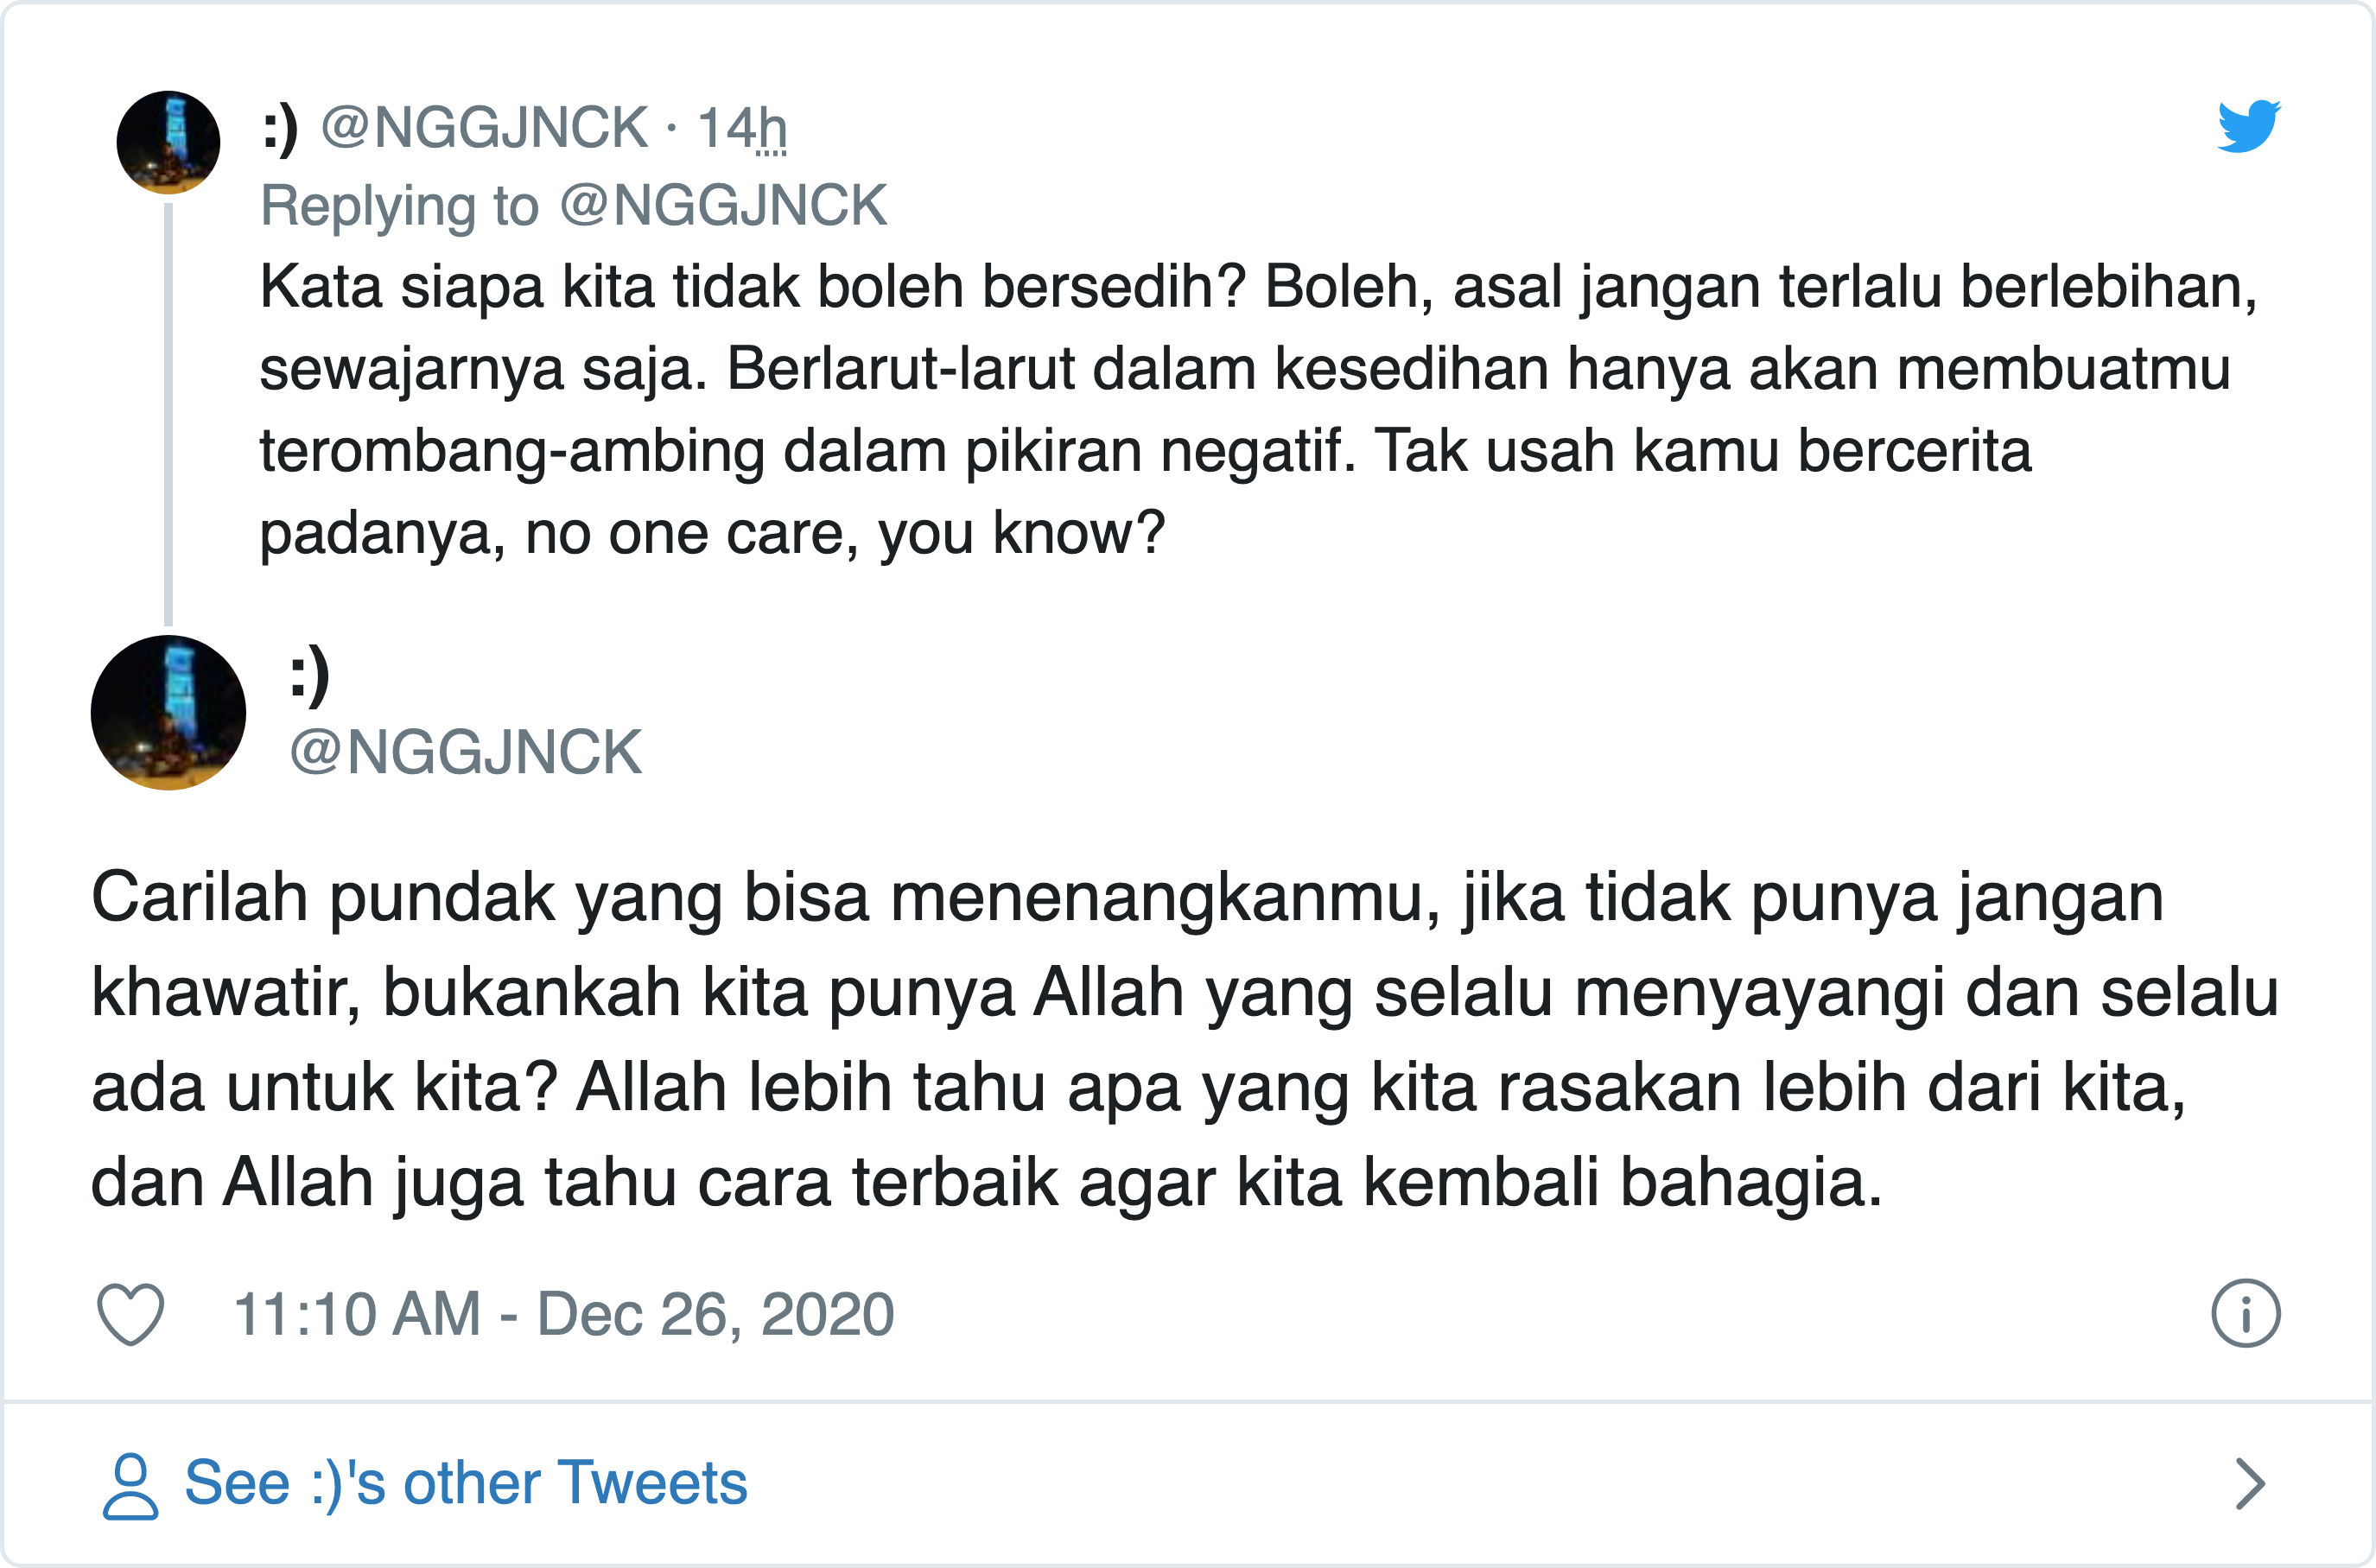 :) @NGGJNCK · 14h
Replying to @NGGJNCK
Kata siapa kita tidak boleh bersedih? Boleh, asal jangan terlalu berlebihan,
sewajarnya saja. Berlarut-larut dalam kesedihan hanya akan membuatmu
terombang-ambing dalam pikiran negatif. Tak usah kamu bercerita
padanya, no one care, you know?
:)
@NGGJNCK
Carilah pundak yang bisa menenangkanmu, jika tidak punya jangan
khawatir, bukankah kita punya Allah yang selalu menyayangi dan selalu
ada untuk kita? Allah lebih tahu apa yang kita rasakan lebih dari kita,
dan Allah juga tahu cara terbaik agar kita kembali bahagia.
11:10 AM - Dec 26, 2020
See :)'s other Tweets